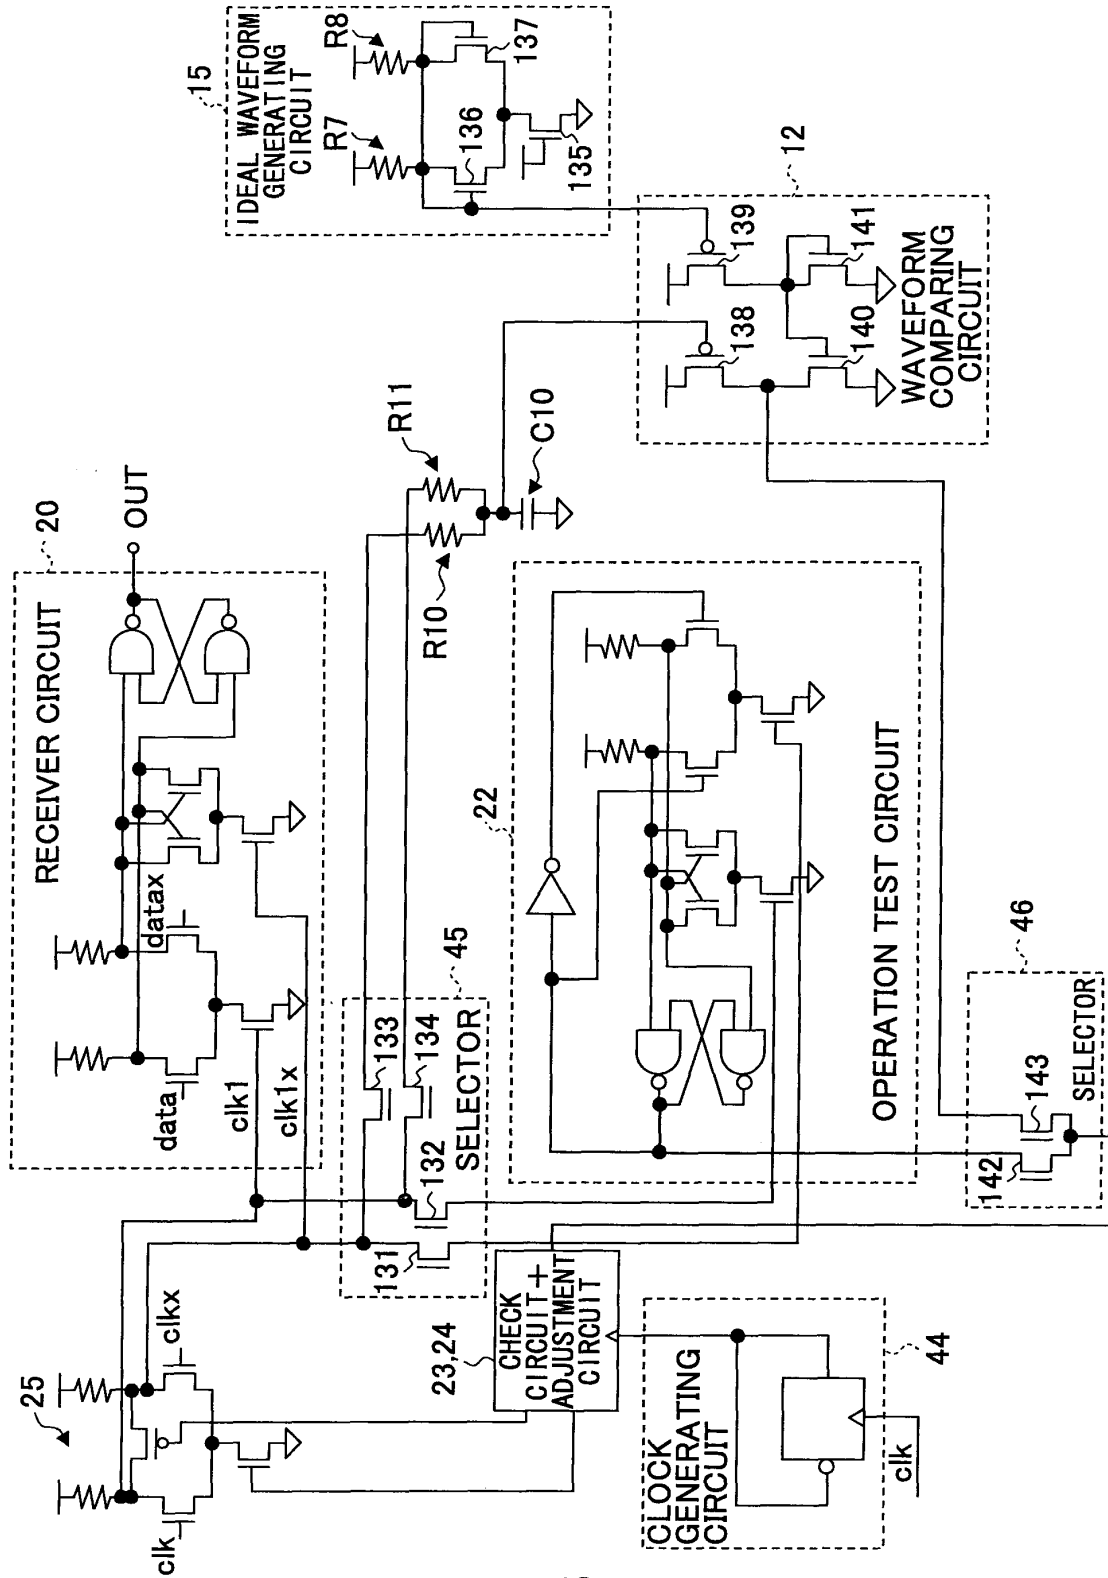 25
clk
clkx
clk1
clk1x
RECEIVER CIRCUIT
20
data
datax
OUT
R10
R11
C10
15
IDEAL WAVEFORM
GENERATING
CIRCUIT
R7
R8
136
137
135
131
132
133
134
SELECTOR
45
23,24
CHECK
CIRCUIT+
ADJUSTMENT
CIRCUIT
22
OPERATION TEST CIRCUIT
12
138
139
140
141
WAVEFORM
COMPARING
CIRCUIT
CLOCK
GENERATING
CIRCUIT
44
clk
142
143
SELECTOR
46